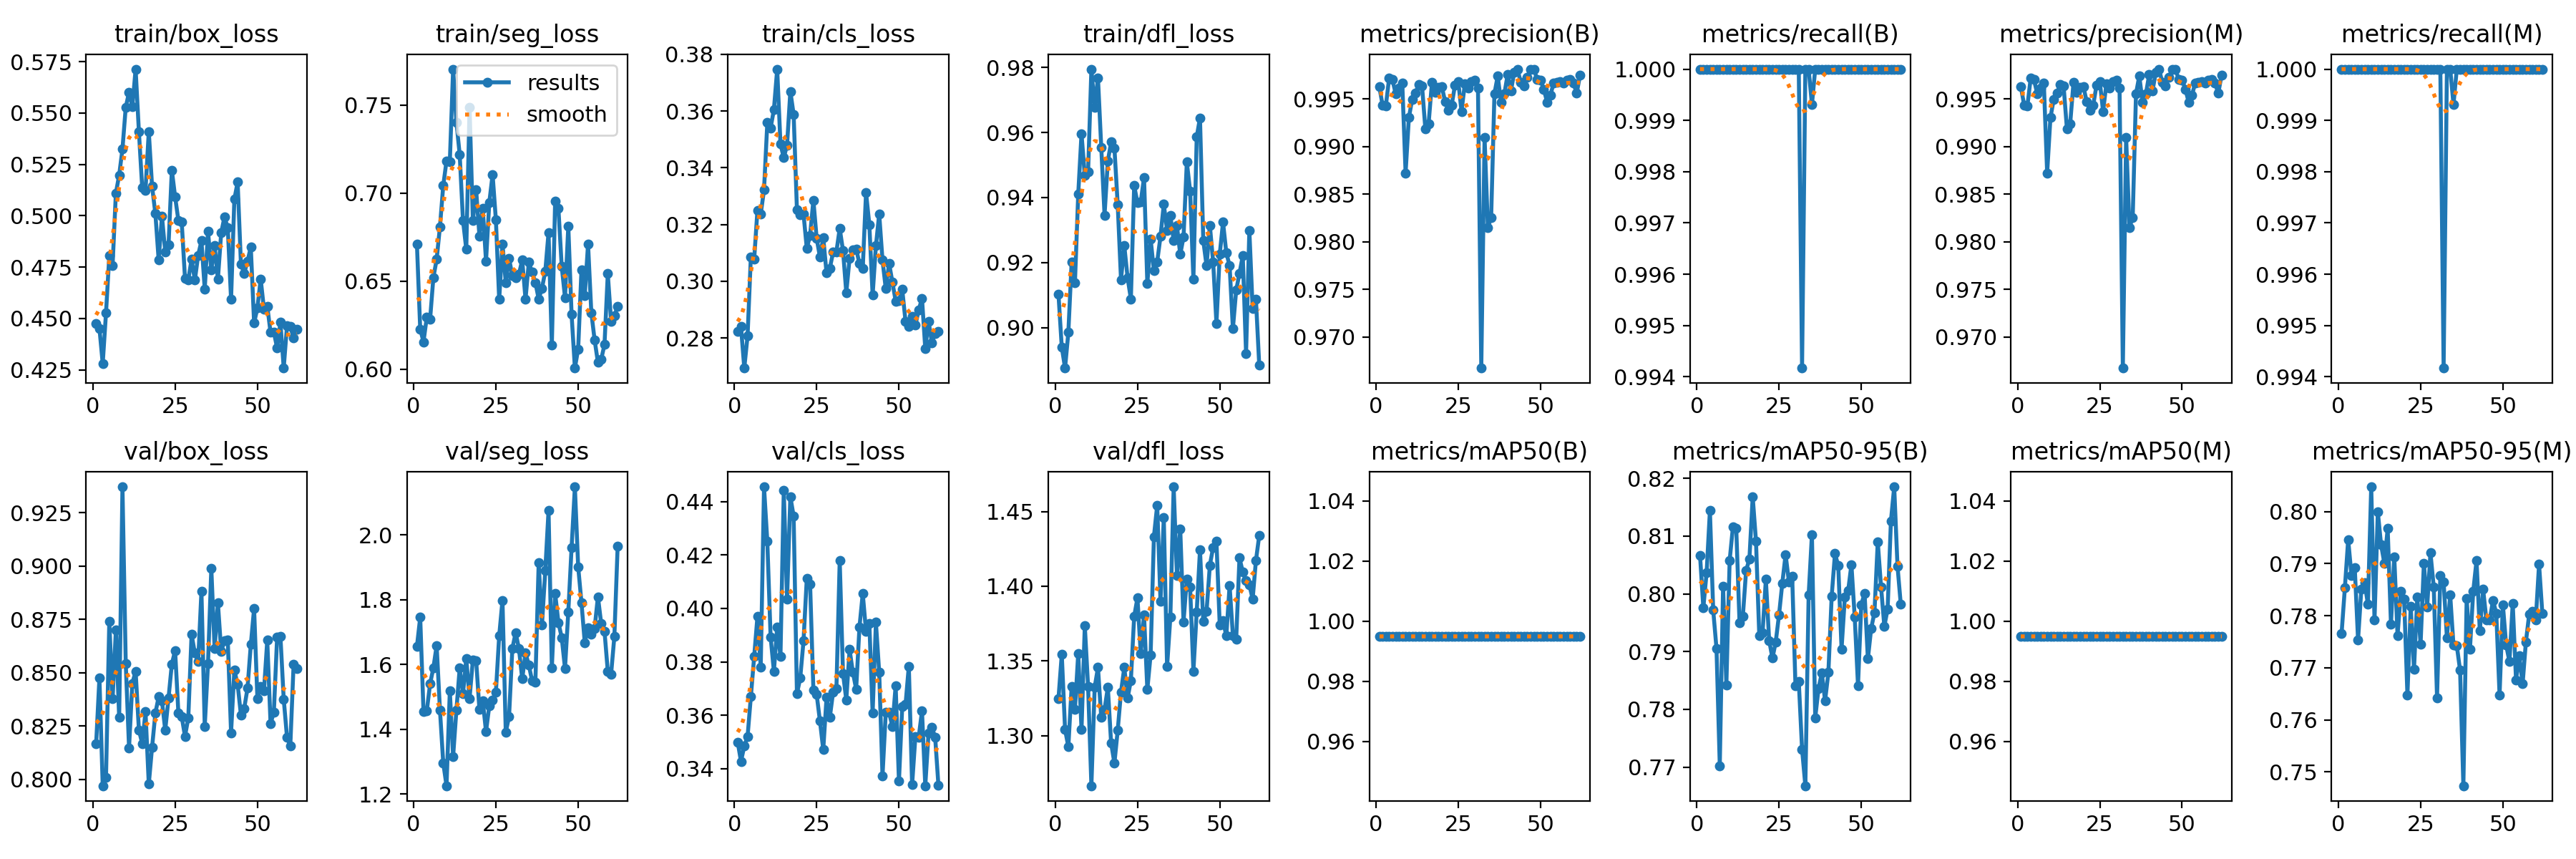 train/box_loss
train/seg_loss
train/cls_loss
train/dfl_loss
metrics/precision(B)
metrics/recall(B)
metrics/precision(M)
metrics/recall(M)
0.575
0.550
0.525
0.500
0.475
0.450
0.425
0 25 50
results
smooth
0.75
0.70
0.65
0.60
0 25 50
0.38
0.36
0.34
0.32
0.30
0.28
0 25 50
0.98
0.96
0.94
0.92
0.90
0 25 50
0.995
0.990
0.985
0.980
0.975
0.970
0 25 50
1.000
0.999
0.998
0.997
0.996
0.995
0.994
0 25 50
0.995
0.990
0.985
0.980
0.975
0.970
0 25 50
1.000
0.999
0.998
0.997
0.996
0.995
0.994
0 25 50
val/box_loss
val/seg_loss
val/cls_loss
val/dfl_loss
metrics/mAP50(B)
metrics/mAP50-95(B)
metrics/mAP50(M)
metrics/mAP50-95(M)
0.925
0.900
0.875
0.850
0.825
0.800
0 25 50
2.0
1.8
1.6
1.4
1.2
0 25 50
0.44
0.42
0.40
0.38
0.36
0.34
0 25 50
1.45
1.40
1.35
1.30
0 25 50
1.04
1.02
1.00
0.98
0.96
0 25 50
0.82
0.81
0.80
0.79
0.78
0.77
0 25 50
1.04
1.02
1.00
0.98
0.96
0 25 50
0.80
0.79
0.78
0.77
0.76
0.75
0 25 50